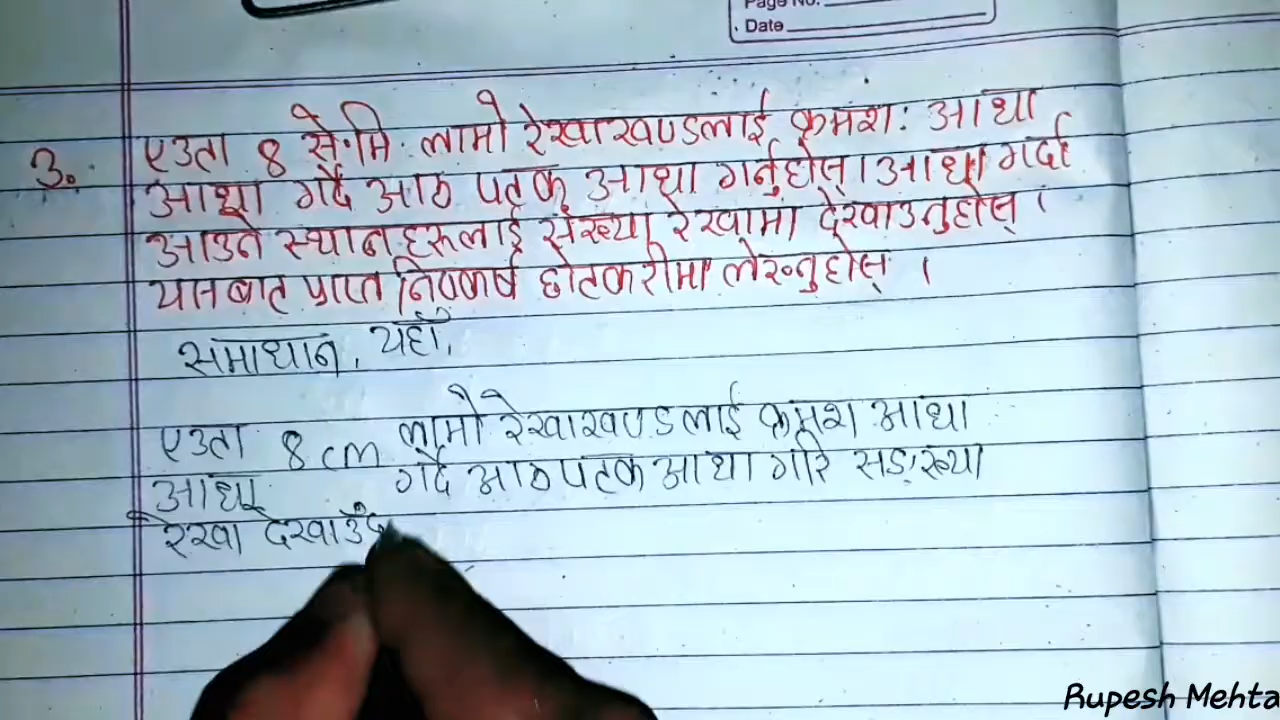 Page No.
Date
३. एउटा 8 से.मि. लामो रेखाखण्डलाई क्रमश: आधा
आधा गर्दै आठ पटक आधा गर्नुहोस् । आधा गर्दा
आउने स्थानहरूलाई संख्या रेखामा देखाउनुहोस् ।
यसबाट प्राप्त निष्कर्ष छोटकरीमा लेख्नुहोस् ।
समाधान, यहाँ,
एउटा 8 cm लामो रेखाखण्डलाई क्रमश आधा
आधा गर्दै आठ पटक आधा गरि सङ्ख्या
रेखा देखाउँद
Rupesh Mehta